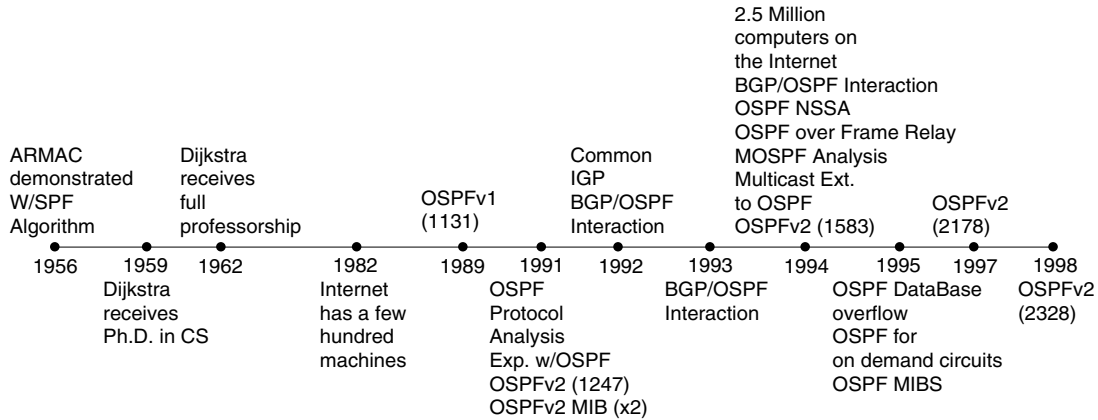 2.5 Million
computers on
the Internet
BGP/OSPF Interaction
OSPF NSSA
OSPF over Frame Relay
MOSPF Analysis
Multicast Ext.
to OSPF
OSPFv2 (1583)
ARMAC
demonstrated
W/SPF
Algorithm
Dijkstra
receives
full
professorship
OSPFv1
(1131)
Common
IGP
BGP/OSPF
Interaction
OSPFv2
(2178)
1956 1959 1962 1982 1989 1991 1992 1993 1994 1995 1997 1998
Dijkstra
receives
Ph.D. in CS
Internet
has a few
hundred
machines
OSPF
Protocol
Analysis
Exp. w/OSPF
OSPFv2 (1247)
OSPFv2 MIB (x2)
BGP/OSPF
Interaction
OSPF DataBase
overflow
OSPF for
on demand circuits
OSPF MIBS
OSPFv2
(2328)